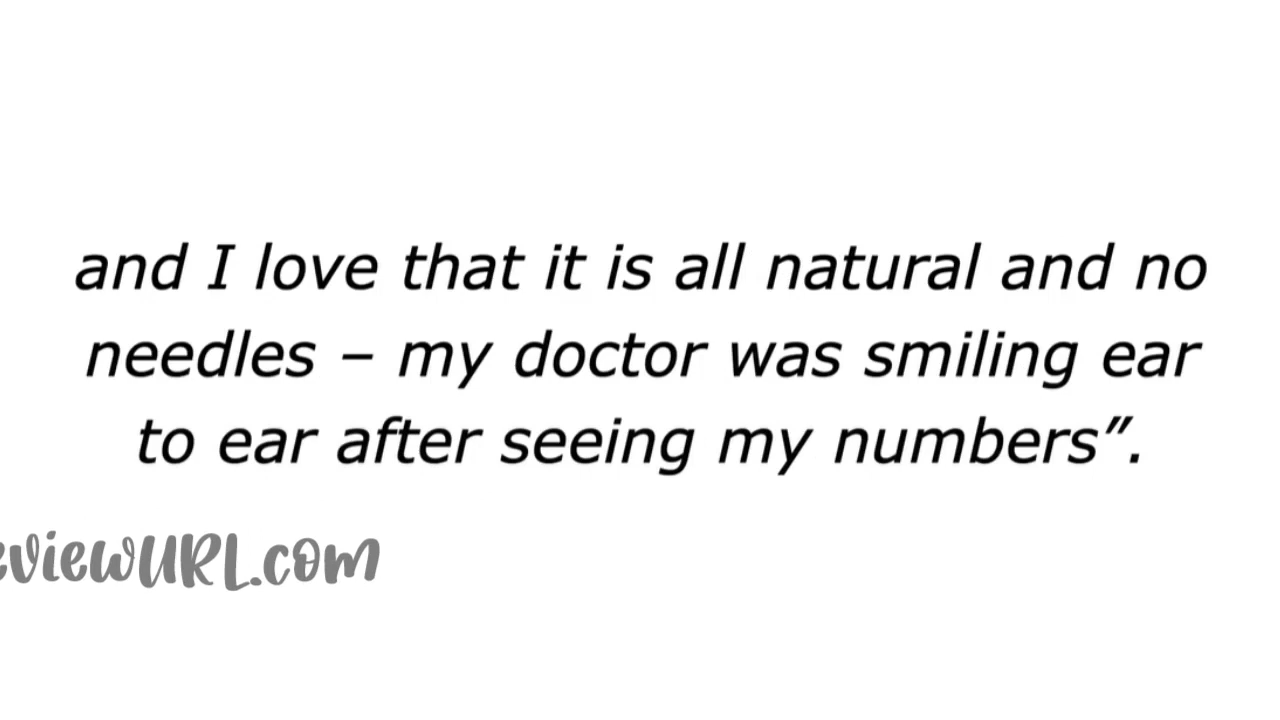 and I love that it is all natural and no
needles – my doctor was smiling ear
to ear after seeing my numbers”.
eviewURL.com